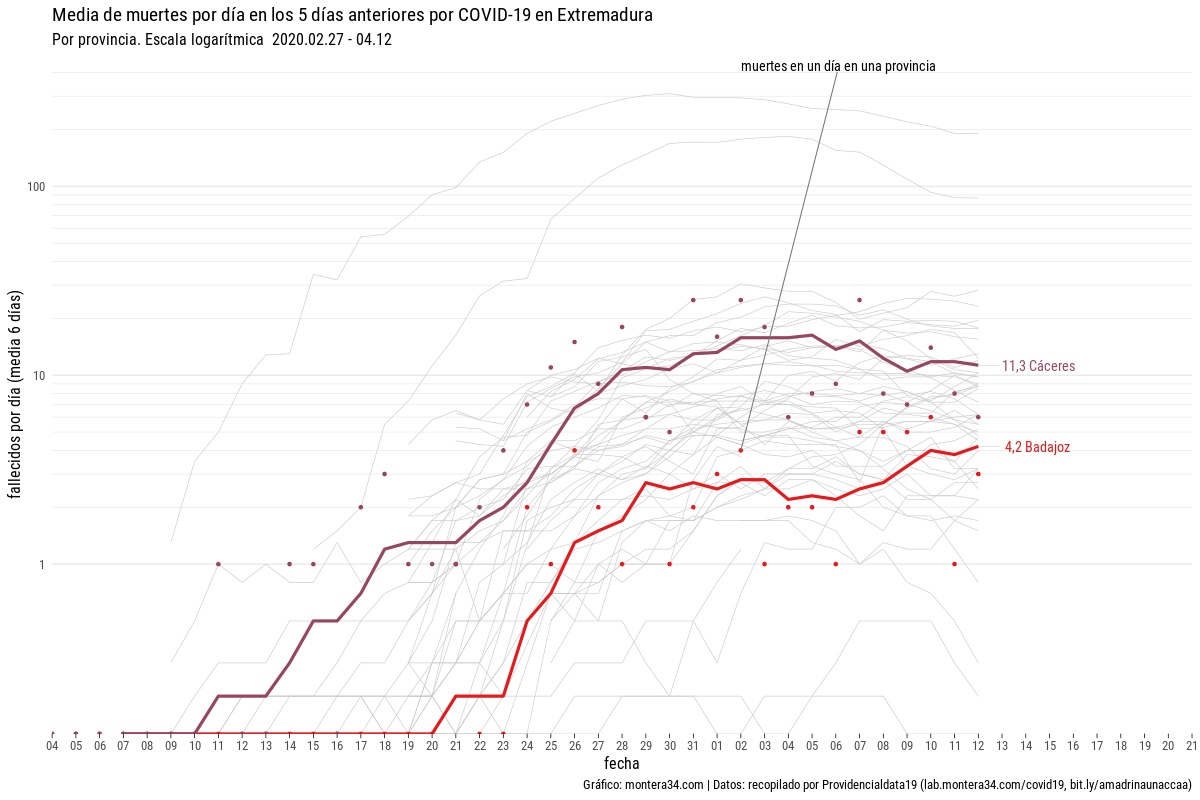 Media de muertes por día en los 5 días anteriores por COVID-19 en Extremadura
Por provincia. Escala logarítmica  2020.02.27 - 04.12
muertes en un día en una provincia
fallecidos por día (media 6 días)
100
10
1
11,3 Cáceres
4,2 Badajoz
04 05 06 07 08 09 10 11 12 13 14 15 16 17 18 19 20 21 22 23 24 25 26 27 28 29 30 31 01 02 03 04 05 06 07 08 09 10 11 12 13 14 15 16 17 18 19 20 21
fecha
Gráfico: montera34.com | Datos: recopilado por Providencialdata19 (lab.montera34.com/covid19, bit.ly/amadrinaunaccaa)